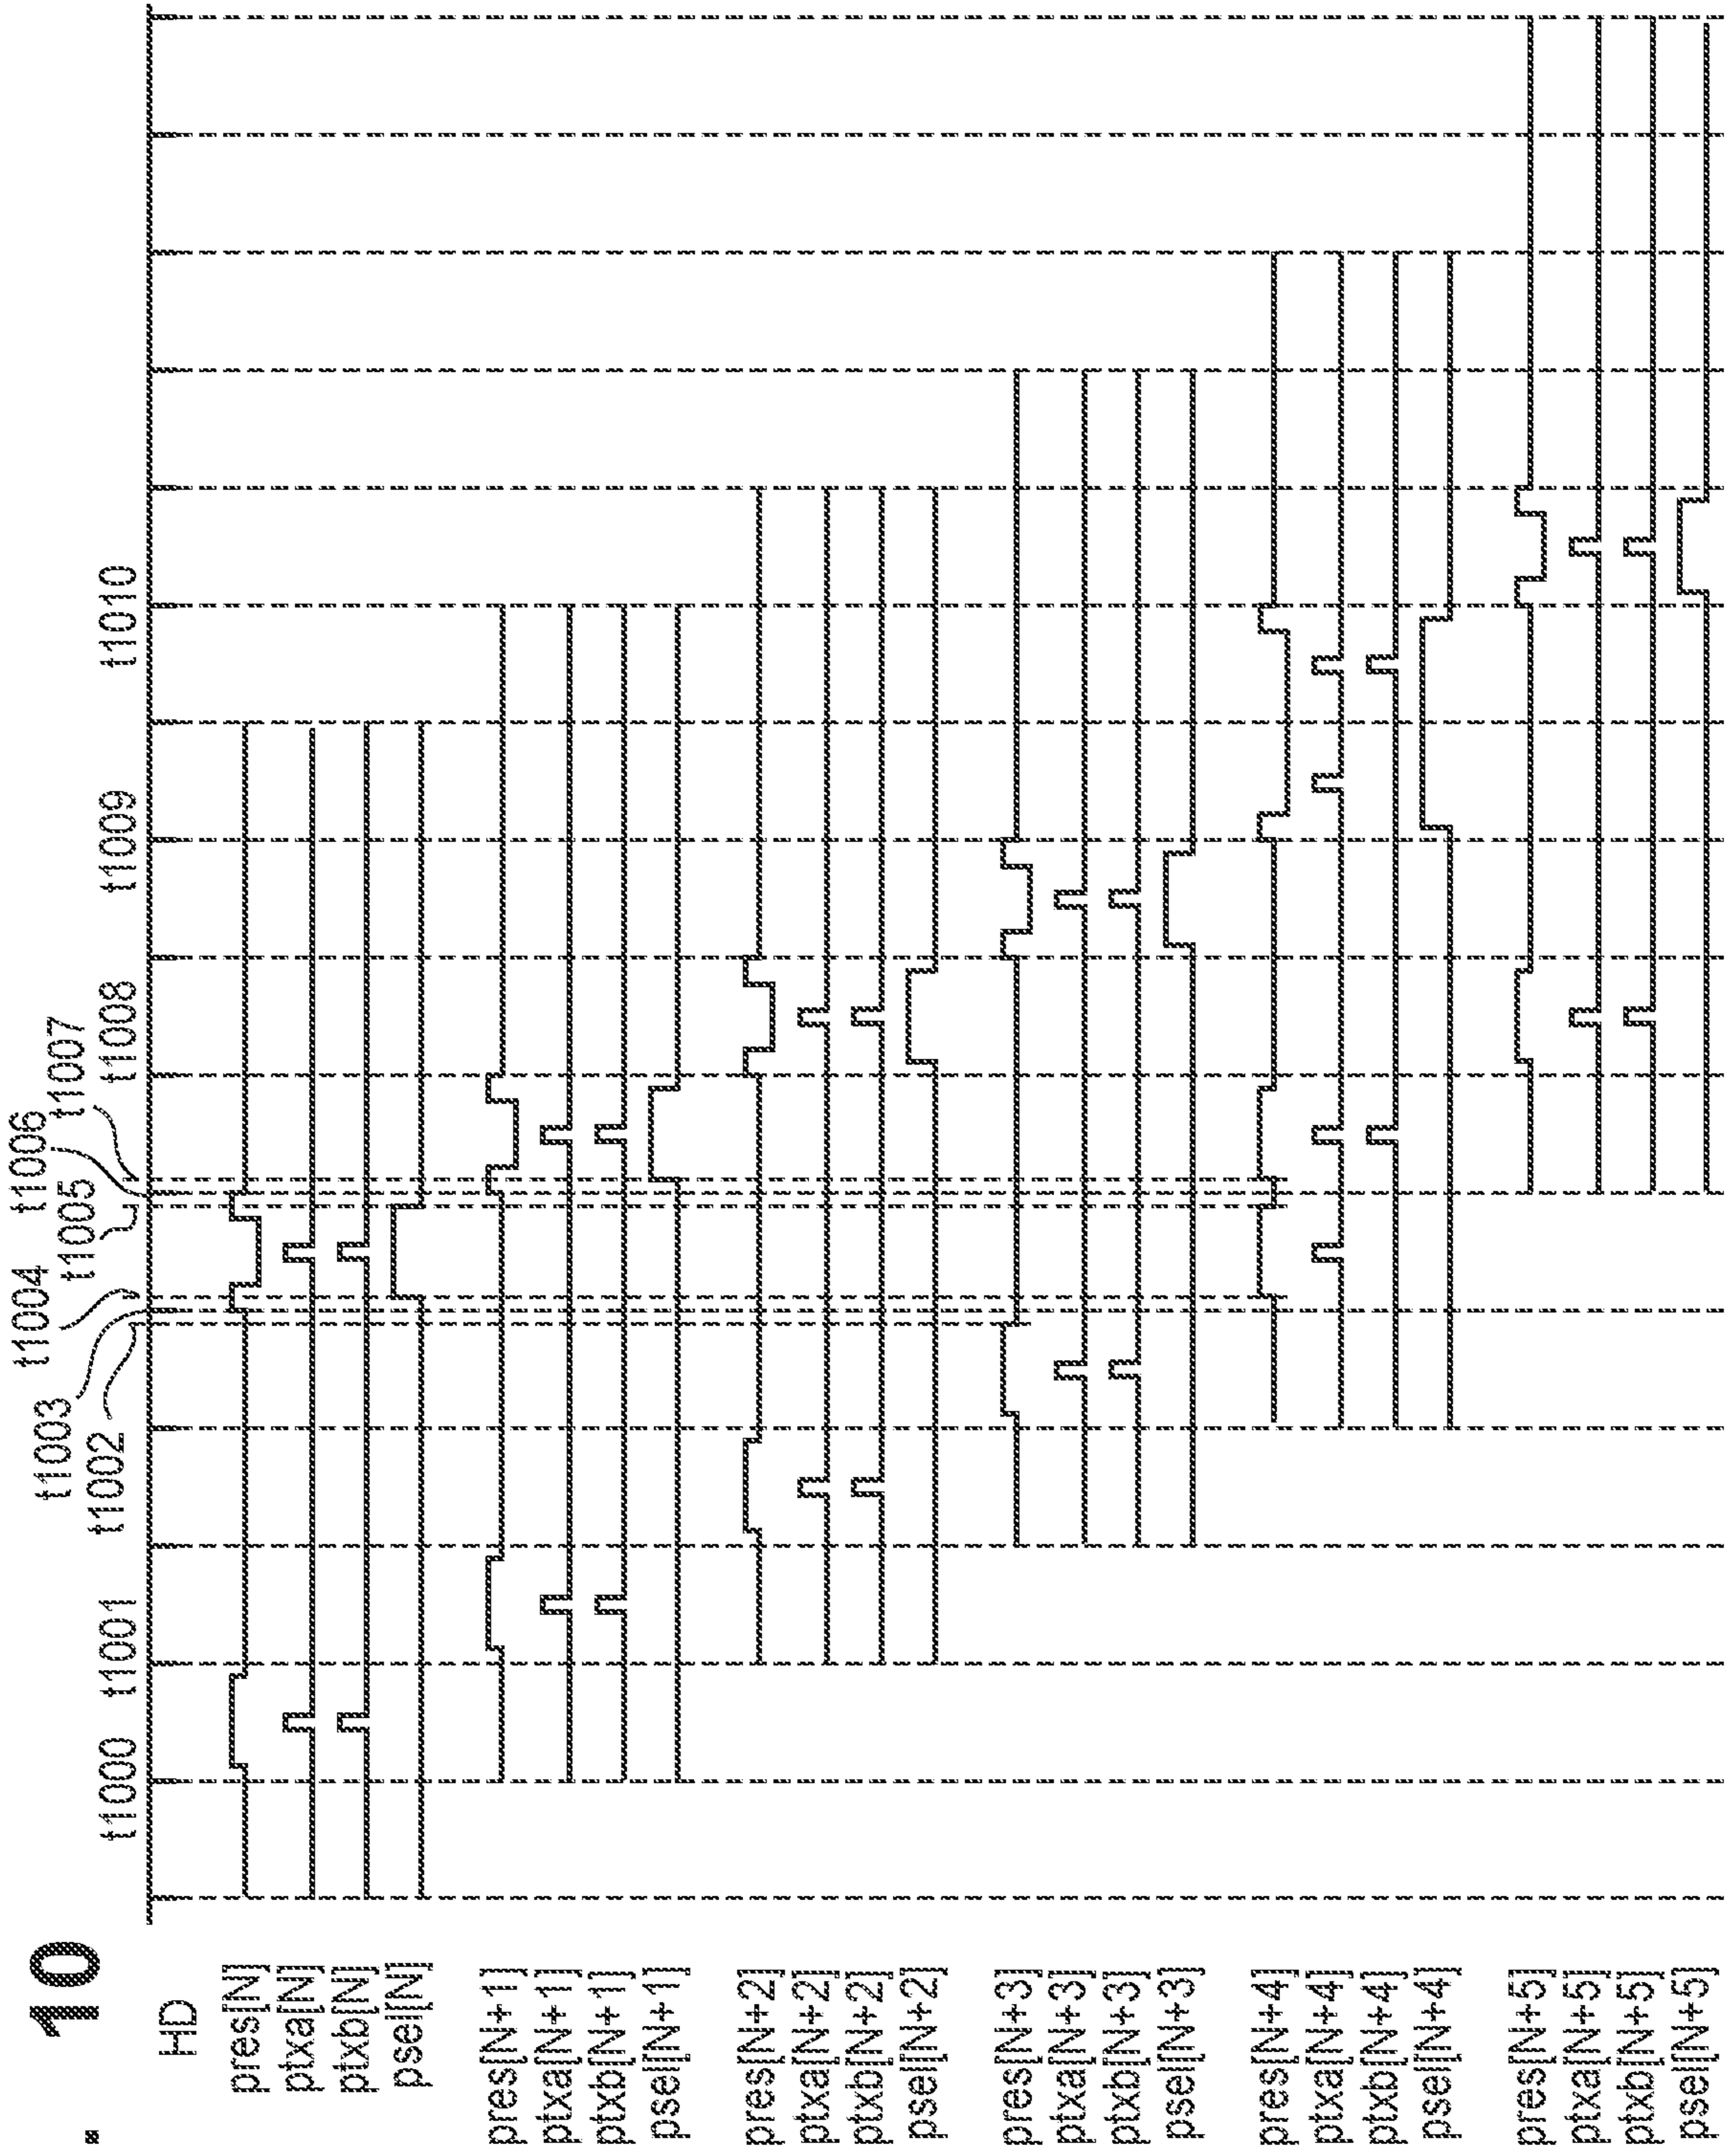 . 10
t1000
t1001
t1002
t1003
t1004
t1005
t1006
t1007
t1008
t1009
t1010
HD
pres[N]
ptxa[N]
ptxb[N]
psel[N]
pres[N+1]
ptxa[N+1]
ptxb[N+1]
psel[N+1]
pres[N+2]
ptxa[N+2]
ptxb[N+2]
psel[N+2]
pres[N+3]
ptxa[N+3]
ptxb[N+3]
psel[N+3]
pres[N+4]
ptxa[N+4]
ptxb[N+4]
psel[N+4]
pres[N+5]
ptxa[N+5]
ptxb[N+5]
psel[N+5]